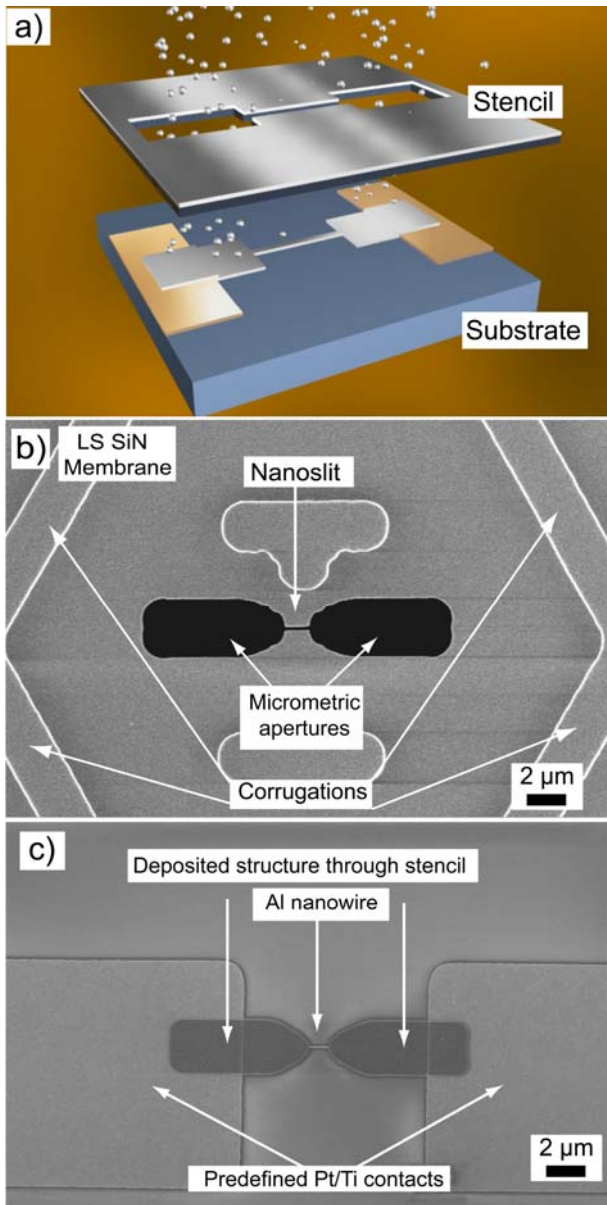 a)
Stencil
Substrate
b)
LS SiN
Membrane
Nanoslit
Micrometric
apertures
Corrugations
2 µm
c)
Deposited structure through stencil
Al nanowire
Predefined Pt/Ti contacts
2 µm